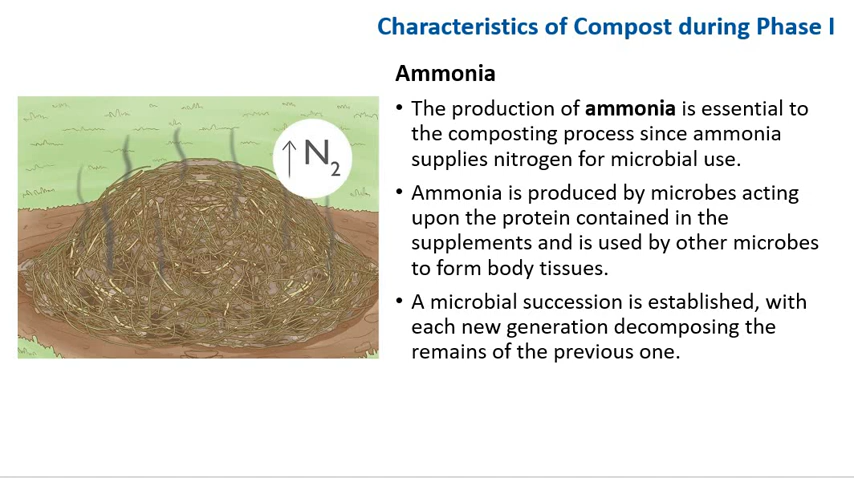 Characteristics of Compost during Phase I
Ammonia
↑N₂
• The production of ammonia is essential to
the composting process since ammonia
supplies nitrogen for microbial use.
• Ammonia is produced by microbes acting
upon the protein contained in the
supplements and is used by other microbes
to form body tissues.
• A microbial succession is established, with
each new generation decomposing the
remains of the previous one.